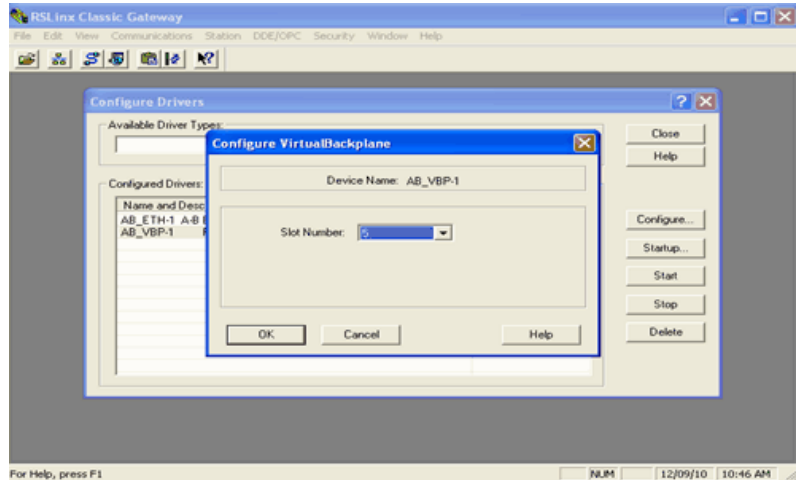 RSLinx Classic Gateway
File Edit View Communications Station DDE/OPC Security Window Help
Configure Drivers
Available Driver Types:
Close
Help
Configure VirtualBackplane
Device Name: AB_VBP-1
Configured Drivers:
Name and Desc
AB_ETH-1 A-B
AB_VBP-1
Slot Number: 5
Configure...
Startup...
Start
Stop
Delete
OK Cancel Help
For Help, press F1
NUM 12/09/10 10:46 AM